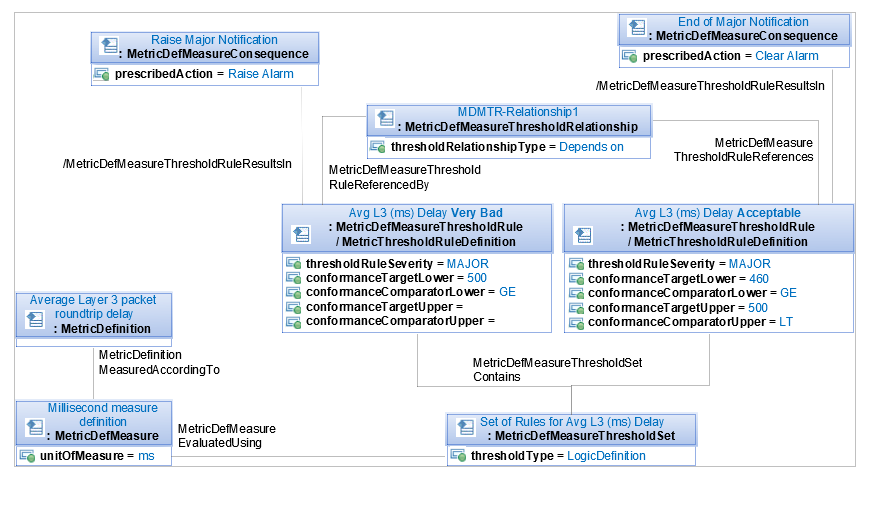 Raise Major Notification
: MetricDefMeasureConsequence
prescribedAction = Raise Alarm
End of Major Notification
: MetricDefMeasureConsequence
prescribedAction = Clear Alarm
/MetricDefMeasureThresholdRuleResultsIn
MDMTR-Relationship1
: MetricDefMeasureThresholdRelationship
thresholdRelationshipType = Depends on
MetricDefMeasure
ThresholdRuleReferences
/MetricDefMeasureThresholdRuleResultsIn
MetricDefMeasureThreshold
RuleReferencedBy
Avg L3 (ms) Delay Very Bad
: MetricDefMeasureThresholdRule
/ MetricThresholdRuleDefinition
thresholdRuleSeverity = MAJOR
conformanceTargetLower = 500
conformanceComparatorLower = GE
conformanceTargetUpper =
conformanceComparatorUpper =
Avg L3 (ms) Delay Acceptable
: MetricDefMeasureThresholdRule
/ MetricThresholdRuleDefinition
thresholdRuleSeverity = MAJOR
conformanceTargetLower = 460
conformanceComparatorLower = GE
conformanceTargetUpper = 500
conformanceComparatorUpper = LT
Average Layer 3 packet
roundtrip delay
: MetricDefinition
MetricDefinition
MeasuredAccordingTo
MetricDefMeasureThresholdSet
Contains
Millisecond measure
definition
: MetricDefMeasure
unitOfMeasure = ms
MetricDefMeasure
EvaluatedUsing
Set of Rules for Avg L3 (ms) Delay
: MetricDefMeasureThresholdSet
thresholdType = LogicDefinition